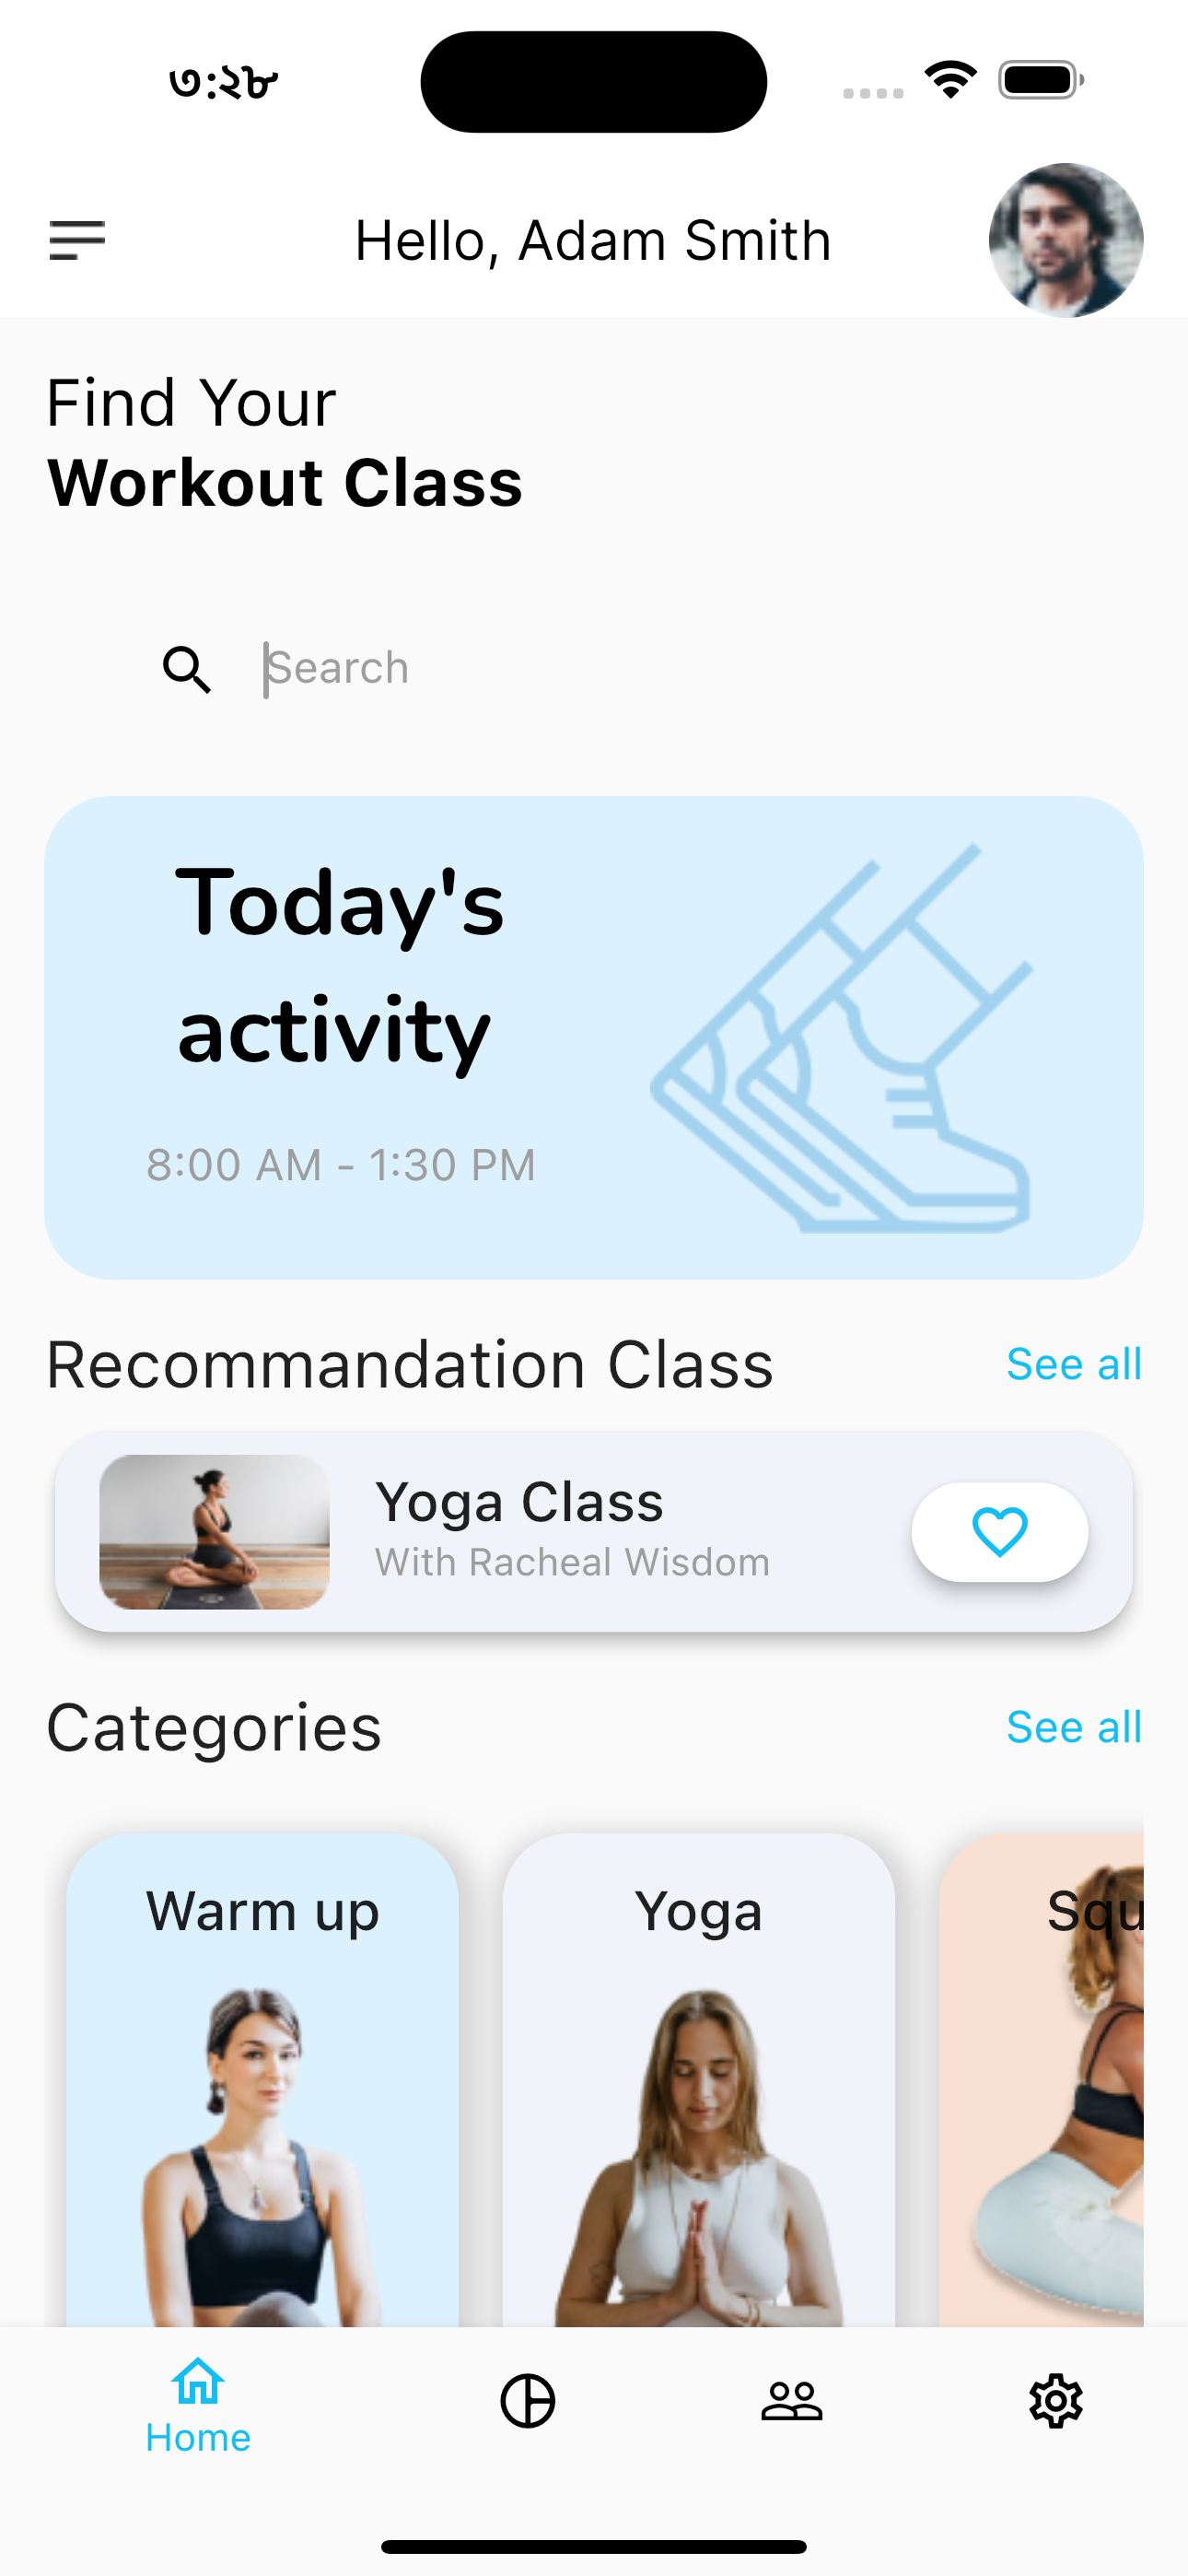 ৩:২৮
Hello, Adam Smith
Find Your
Workout Class
Search
Today's
activity
8:00 AM - 1:30 PM
Recommandation Class
See all
Yoga Class
With Racheal Wisdom
Categories
See all
Warm up
Yoga
Squ
Home